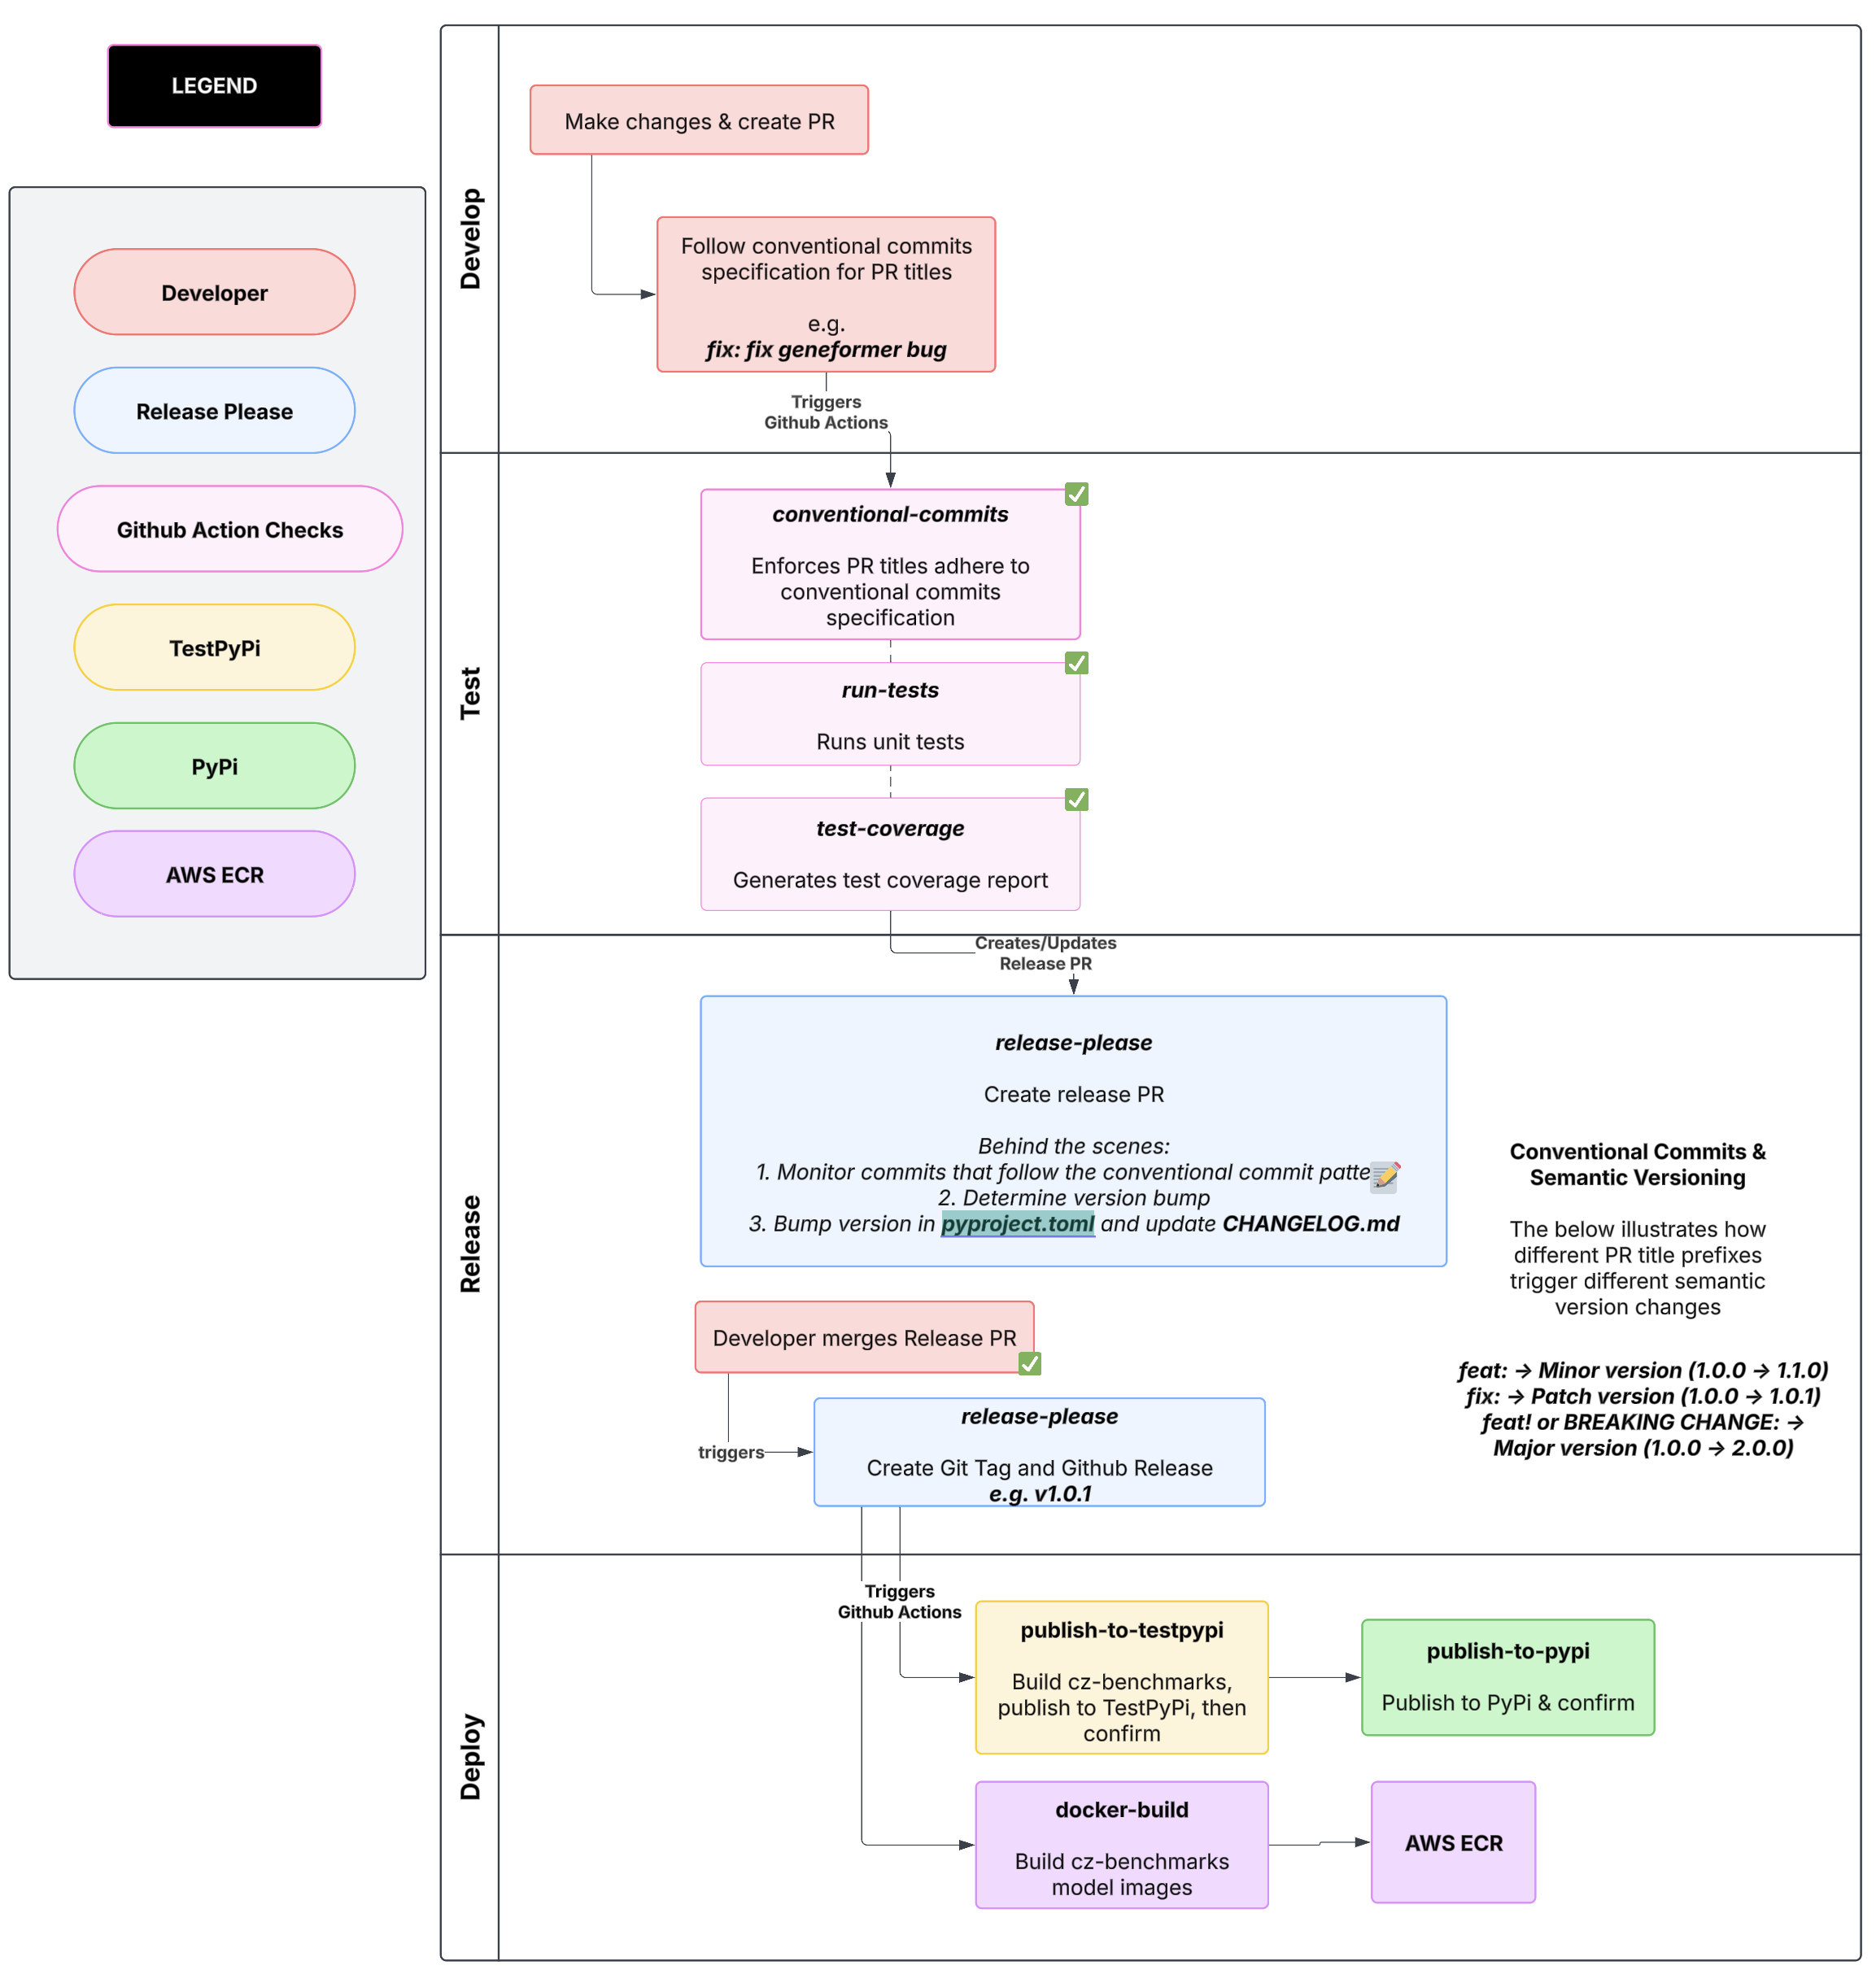 LEGEND
Developer
Release Please
Github Action Checks
TestPyPi
PyPi
AWS ECR
Develop
Make changes & create PR
Follow conventional commits
specification for PR titles
e.g.
fix: fix geneformer bug
Triggers
Github Actions
Test
conventional-commits
Enforces PR titles adhere to
conventional commits
specification
run-tests
Runs unit tests
test-coverage
Generates test coverage report
Creates/Updates
Release PR
Release
release-please
Create release PR
Behind the scenes:
1. Monitor commits that follow the conventional commit patte
2. Determine version bump
3. Bump version in pyproject.toml and update CHANGELOG.md
Developer merges Release PR
triggers
release-please
Create Git Tag and Github Release
e.g. v1.0.1
Conventional Commits &
Semantic Versioning
The below illustrates how
different PR title prefixes
trigger different semantic
version changes
feat: → Minor version (1.0.0 → 1.1.0)
fix: → Patch version (1.0.0 → 1.0.1)
feat! or BREAKING CHANGE: →
Major version (1.0.0 → 2.0.0)
Deploy
Triggers
Github Actions
publish-to-testpypi
Build cz-benchmarks,
publish to TestPyPi, then
confirm
publish-to-pypi
Publish to PyPi & confirm
docker-build
Build cz-benchmarks
model images
AWS ECR